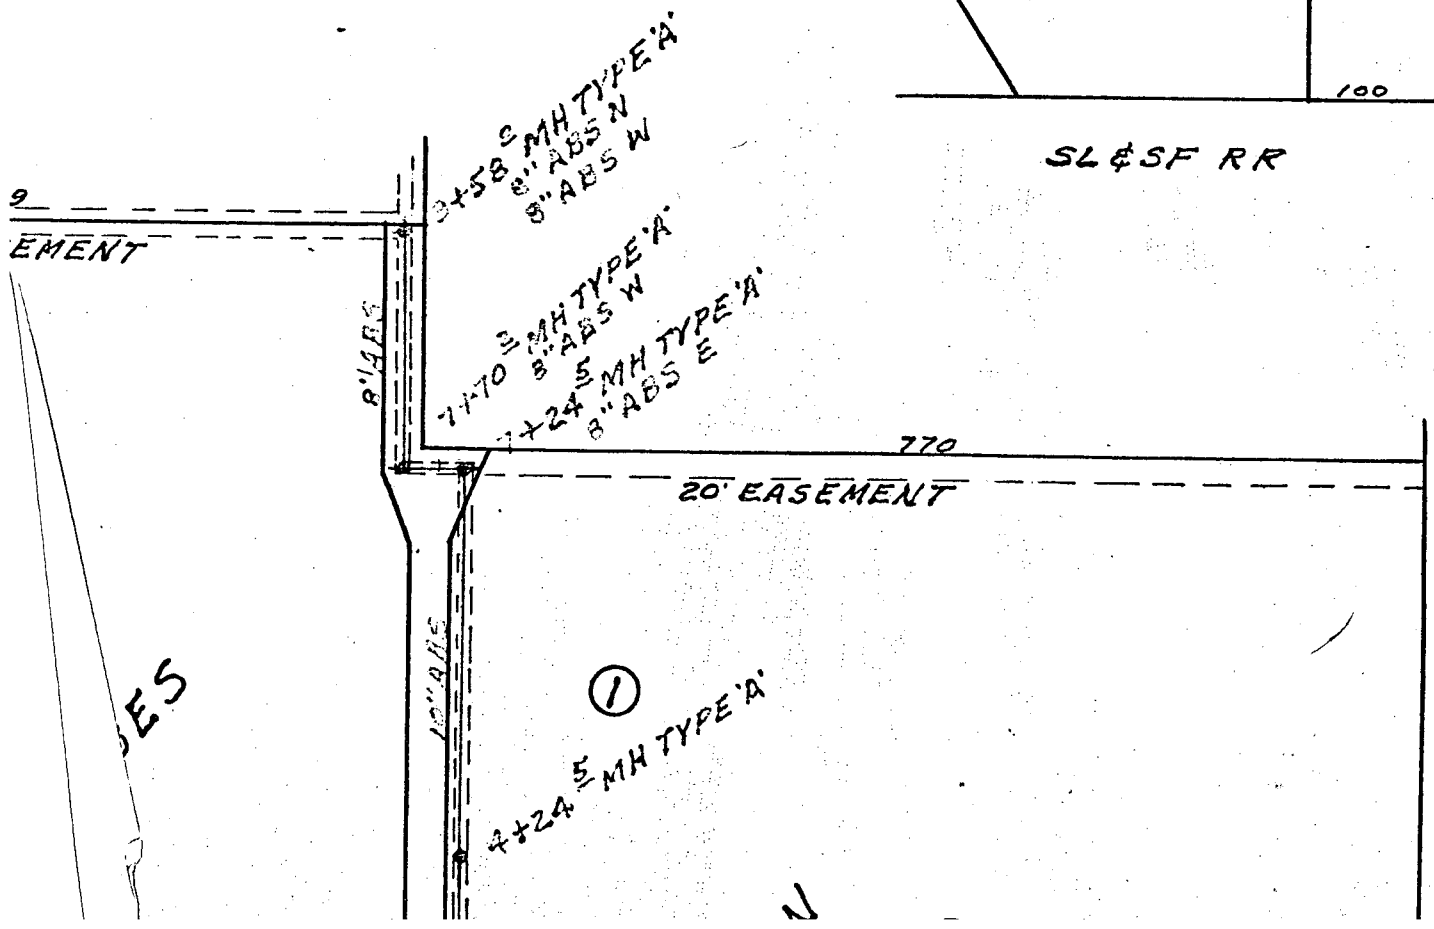 100
SL & SF RR
9
EMENT
9+58 ᔆ MH TYPE 'A'
8" ABS N
8" ABS W
8" ABS
7+70 3 MH TYPE 'A'
8" ABS W
7+24 5 MH TYPE 'A'
8" ABS E
770
20' EASEMENT
10" ABS
1
4+24 5 MH TYPE 'A'
ES
N